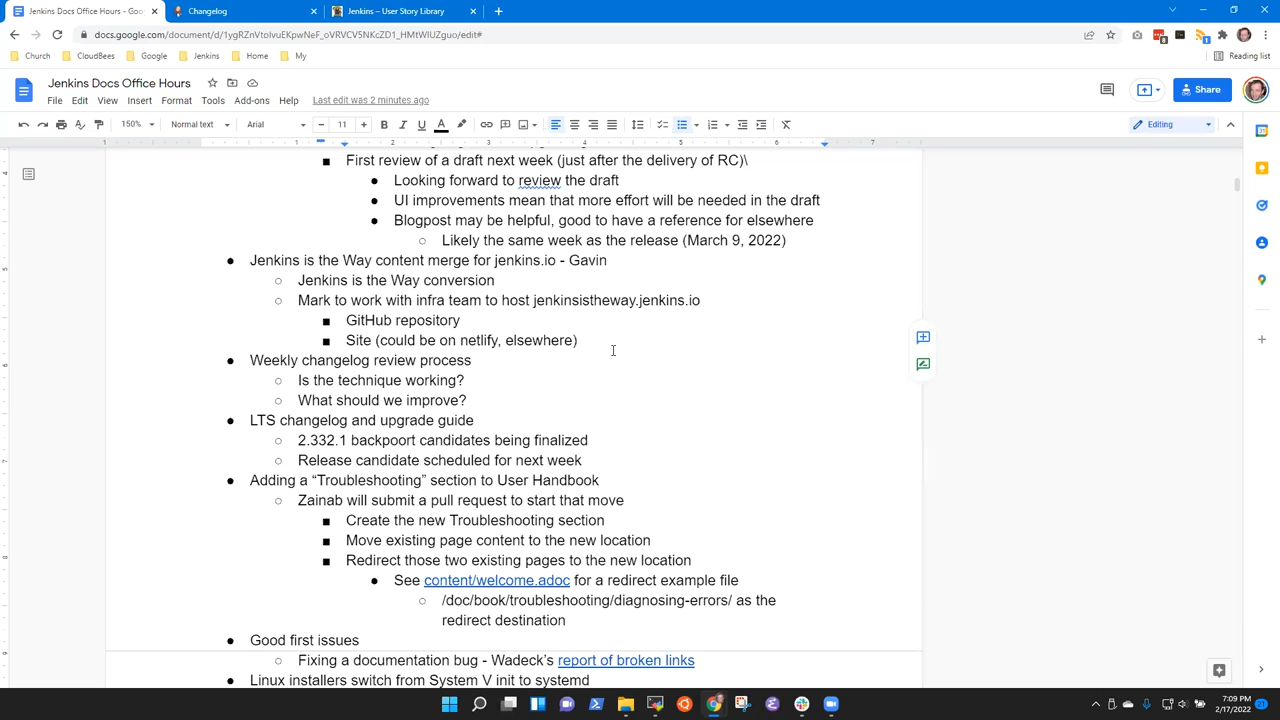 Jenkins Docs Office Hours - Goo
Changelog
Jenkins – User Story Library
docs.google.com/document/d/1ygRZnVtoIvuEKpwNeF_oVRVCV5NKcZD1_HMtWIUZguo/edit#
Church
CloudBees
Google
Jenkins
Home
My
Reading list
Jenkins Docs Office Hours
File Edit View Insert Format Tools Add-ons Help Last edit was 2 minutes ago
Share
150% Normal text Arial 11
Editing
First review of a draft next week (just after the delivery of RC)\
Looking forward to review the draft
UI improvements mean that more effort will be needed in the draft
Blogpost may be helpful, good to have a reference for elsewhere
Likely the same week as the release (March 9, 2022)
Jenkins is the Way content merge for jenkins.io - Gavin
Jenkins is the Way conversion
Mark to work with infra team to host jenkinsistheway.jenkins.io
GitHub repository
Site (could be on netlify, elsewhere)
Weekly changelog review process
Is the technique working?
What should we improve?
LTS changelog and upgrade guide
2.332.1 backpoort candidates being finalized
Release candidate scheduled for next week
Adding a “Troubleshooting” section to User Handbook
Zainab will submit a pull request to start that move
Create the new Troubleshooting section
Move existing page content to the new location
Redirect those two existing pages to the new location
See content/welcome.adoc for a redirect example file
/doc/book/troubleshooting/diagnosing-errors/ as the
redirect destination
Good first issues
Fixing a documentation bug - Wadeck’s report of broken links
Linux installers switch from System V init to systemd
7:09 PM
2/17/2022